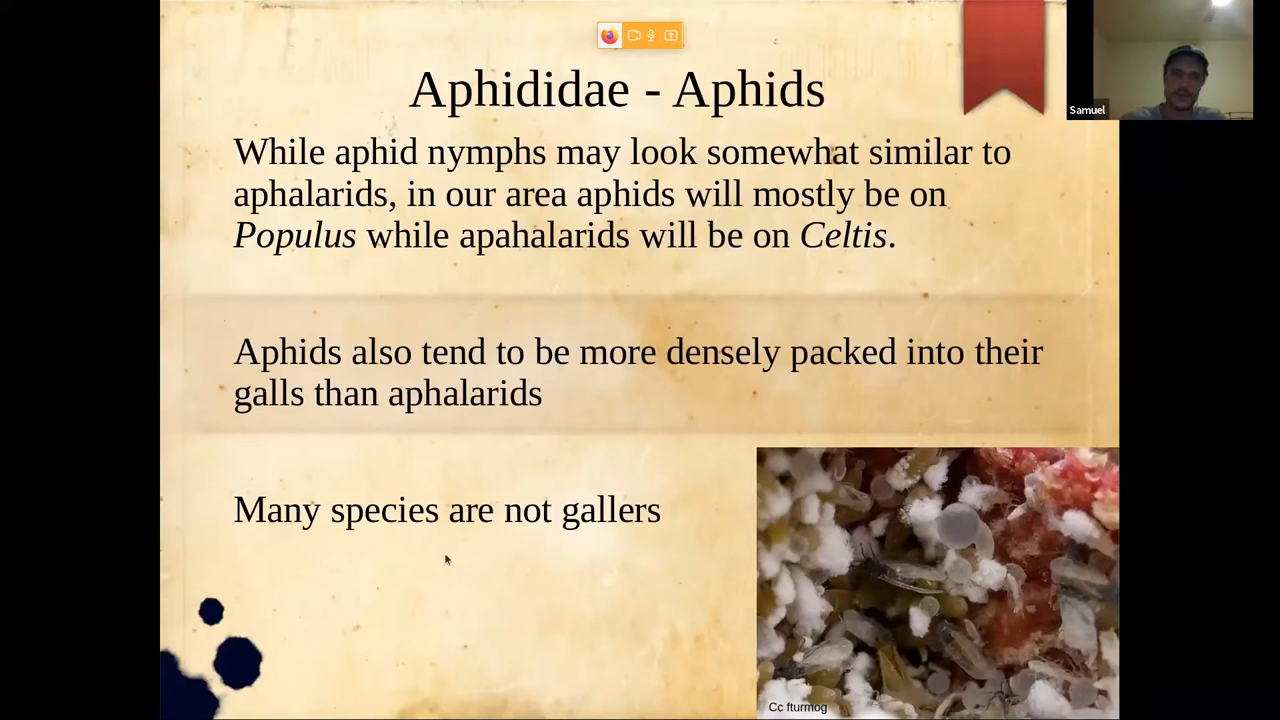 Aphididae - Aphids
Samuel
While aphid nymphs may look somewhat similar to
aphalarids, in our area aphids will mostly be on
Populus while apahalarids will be on Celtis.
Aphids also tend to be more densely packed into their
galls than aphalarids
Many species are not gallers
Cc fturmog